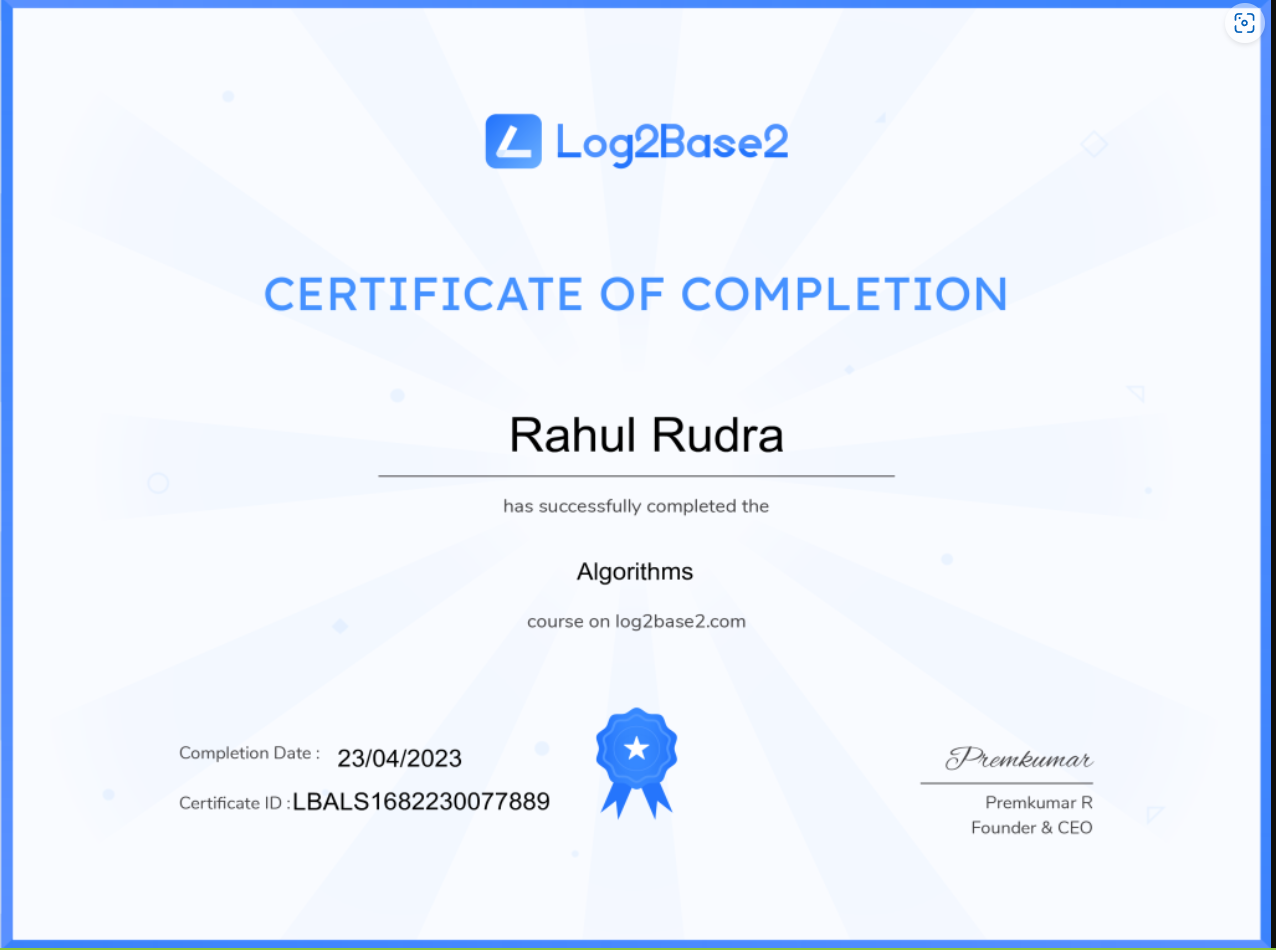 Log2Base2
CERTIFICATE OF COMPLETION
Rahul Rudra
has successfully completed the
Algorithms
course on log2base2.com
Completion Date : 23/04/2023
Certificate ID : LBALS1682230077889
Premkumar
Premkumar R
Founder & CEO